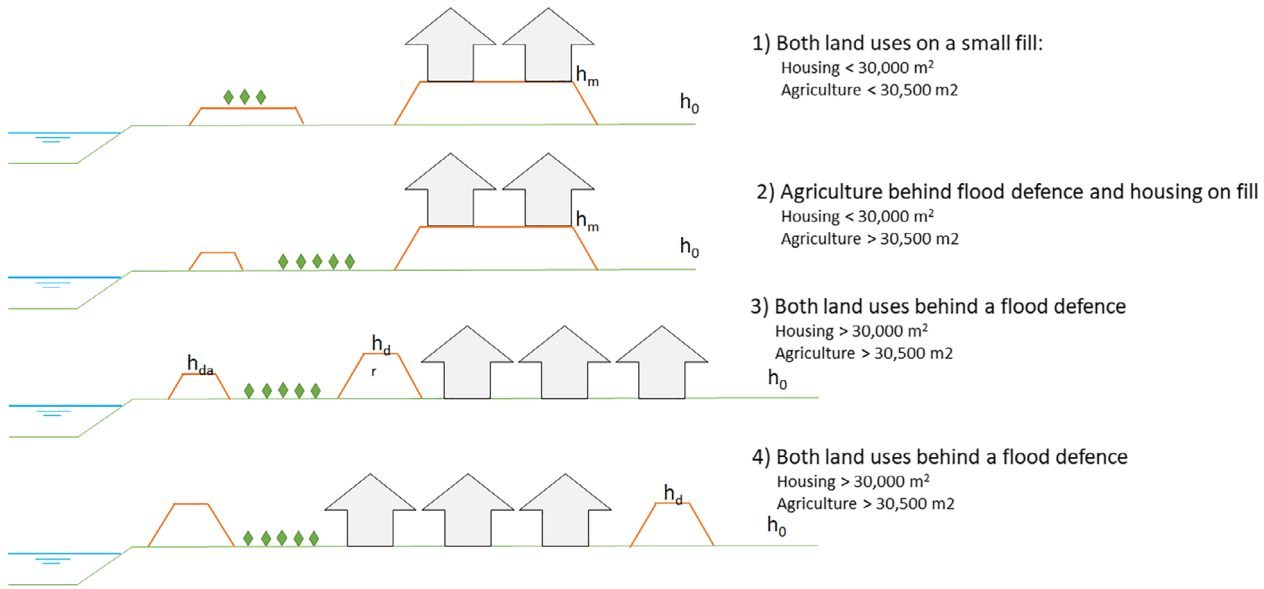 1) Both land uses on a small fill:
Housing < 30,000 m²
Agriculture < 30,500 m2
hm
h0
2) Agriculture behind flood defence and housing on fill
Housing < 30,000 m²
Agriculture > 30,500 m2
hm
h0
3) Both land uses behind a flood defence
Housing > 30,000 m²
Agriculture > 30,500 m2
hda
hd
r
h0
4) Both land uses behind a flood defence
Housing > 30,000 m²
Agriculture > 30,500 m2
hd
h0